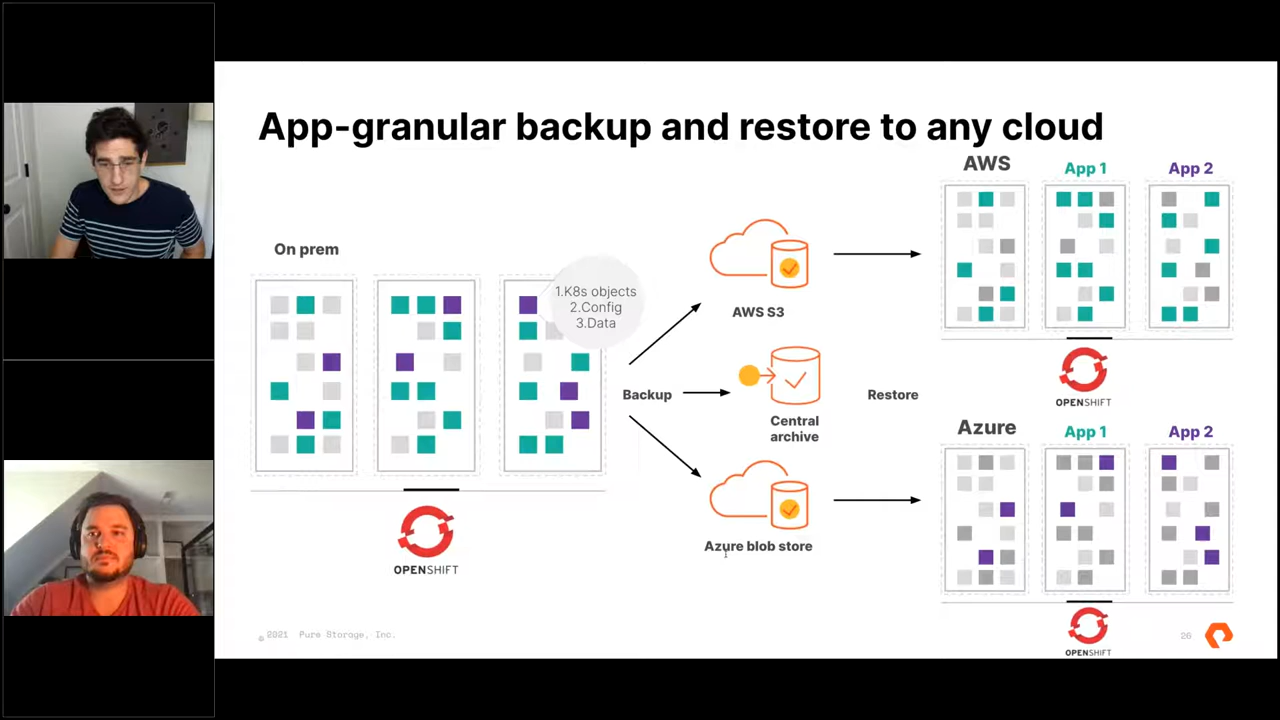 App-granular backup and restore to any cloud
On prem
1.K8s objects
2.Config
3.Data
OPENSHIFT
Backup
AWS S3
Central
archive
Azure blob store
Restore
AWS
App 1
App 2
OPENSHIFT
Azure
App 1
App 2
OPENSHIFT
© 2021 Pure Storage, Inc.
26